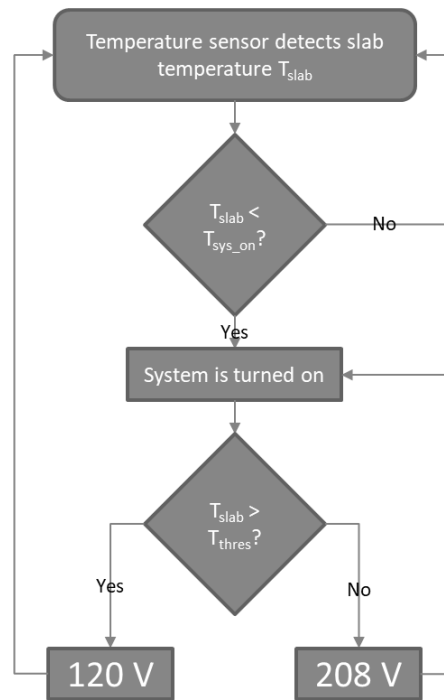 Temperature sensor detects slab
temperature T_slab
T_slab <
T_sys_on?
No
Yes
System is turned on
T_slab >
T_thres?
Yes
No
120 V
208 V